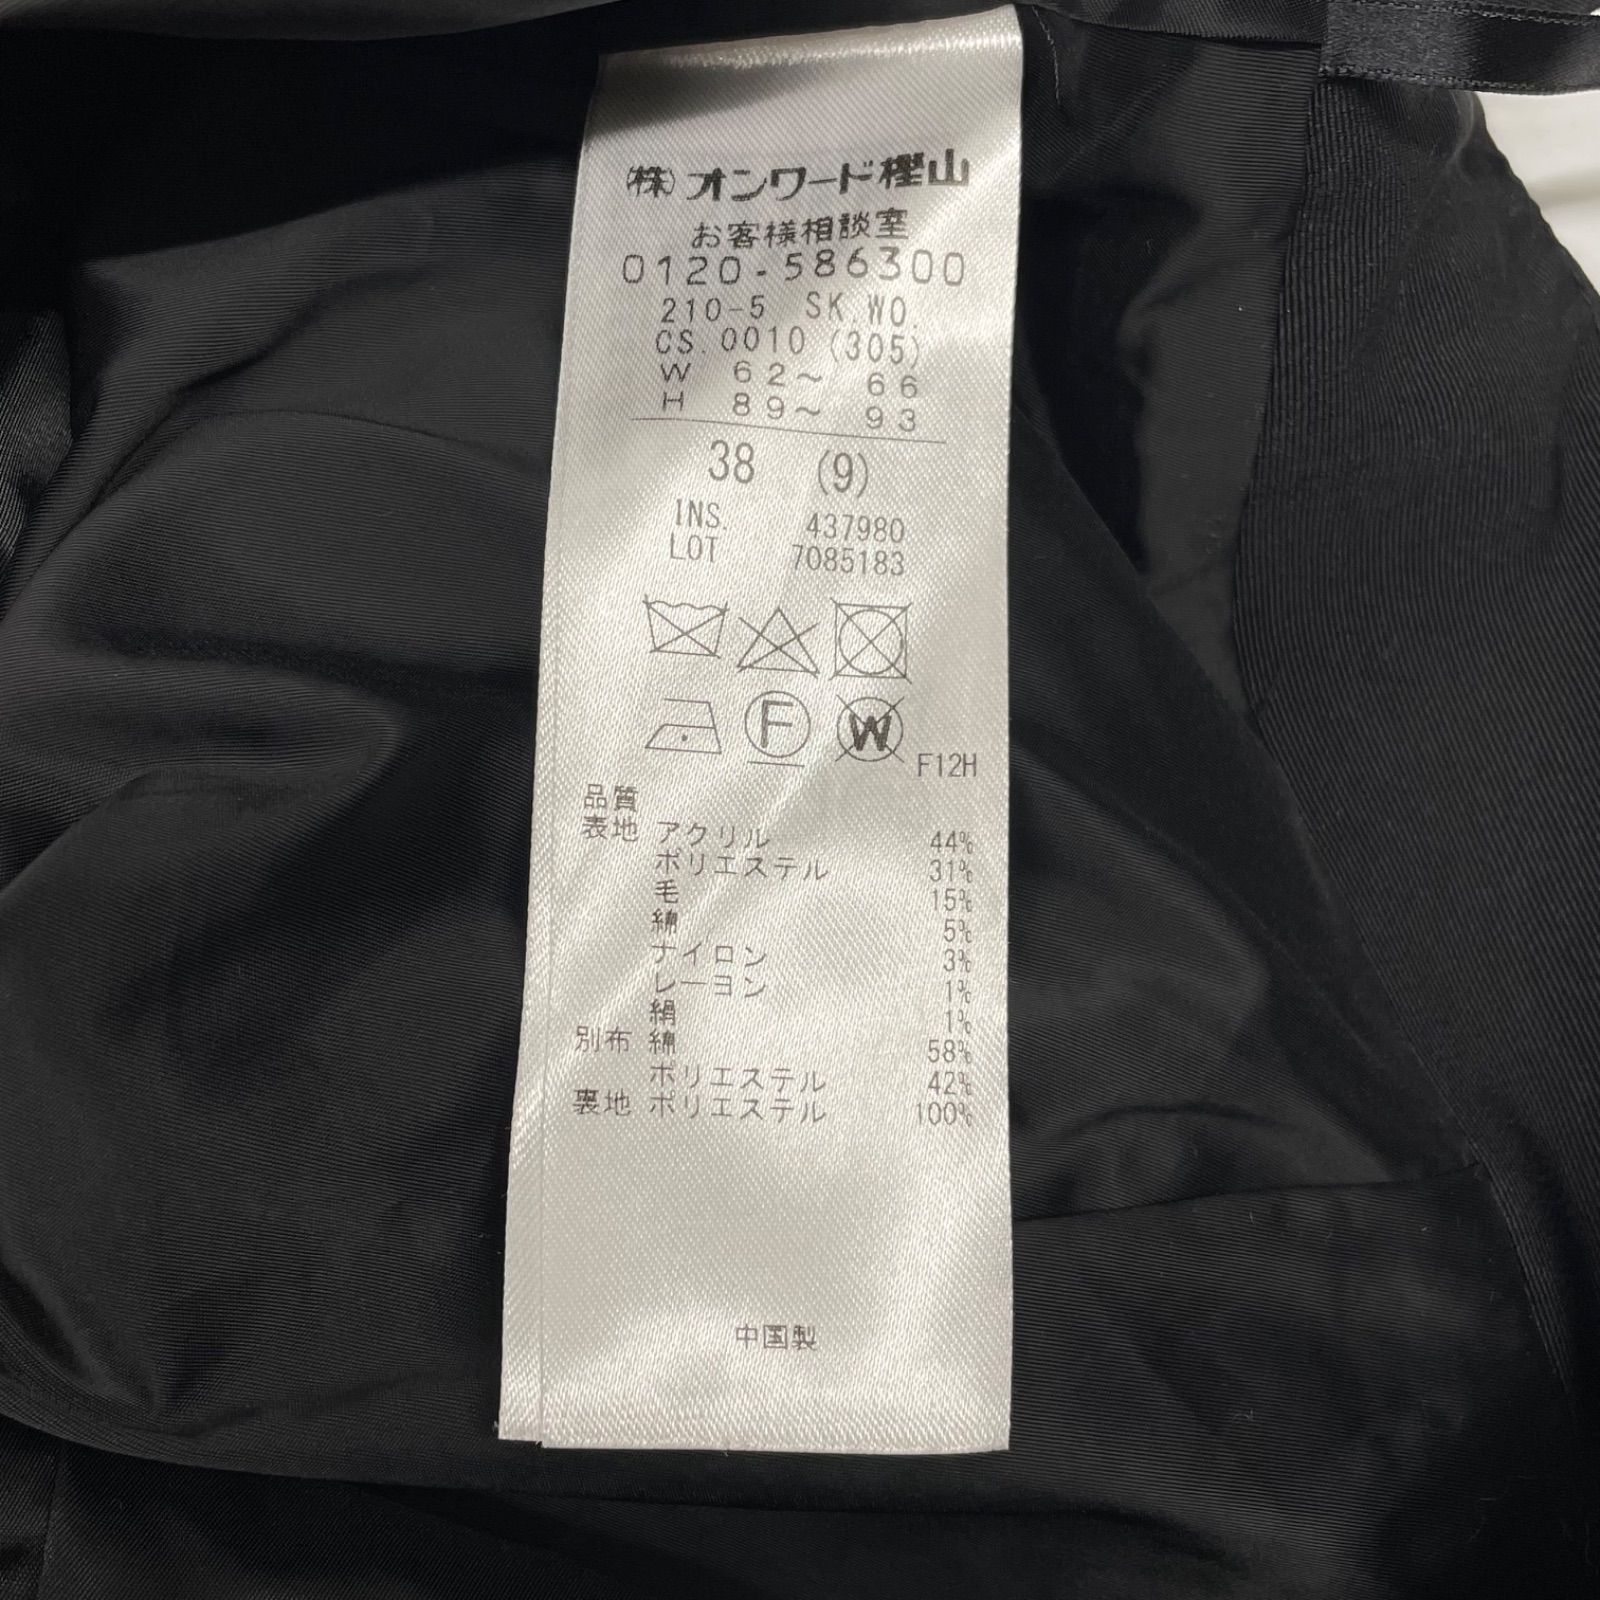 (株)オンワード樫山
お客様相談室
0120-586300
210-5 SK.WO.
CS.0010 (305)
W 62～ 66
H 89～ 93
38 (9)
INS. 437980
LOT 7085183
F
W
F12H
品質
表地 アクリル 44%
ポリエステル 31%
毛 15%
綿 5%
ナイロン 3%
レーヨン 1%
絹 1%
別布 綿 58%
ポリエステル 42%
裏地 ポリエステル 100%
中国製